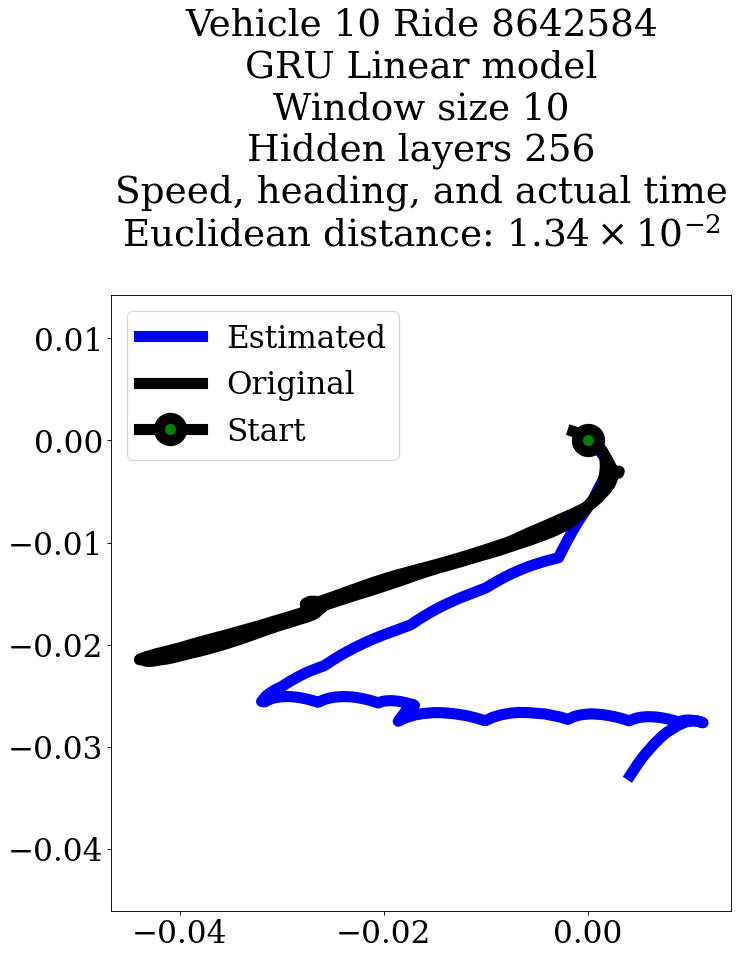 Vehicle 10 Ride 8642584
GRU Linear model
Window size 10
Hidden layers 256
Speed, heading, and actual time
Euclidean distance: 1.34 × 10⁻²
Estimated
Original
Start
0.01
0.00
−0.01
−0.02
−0.03
−0.04
−0.04 −0.02 0.00